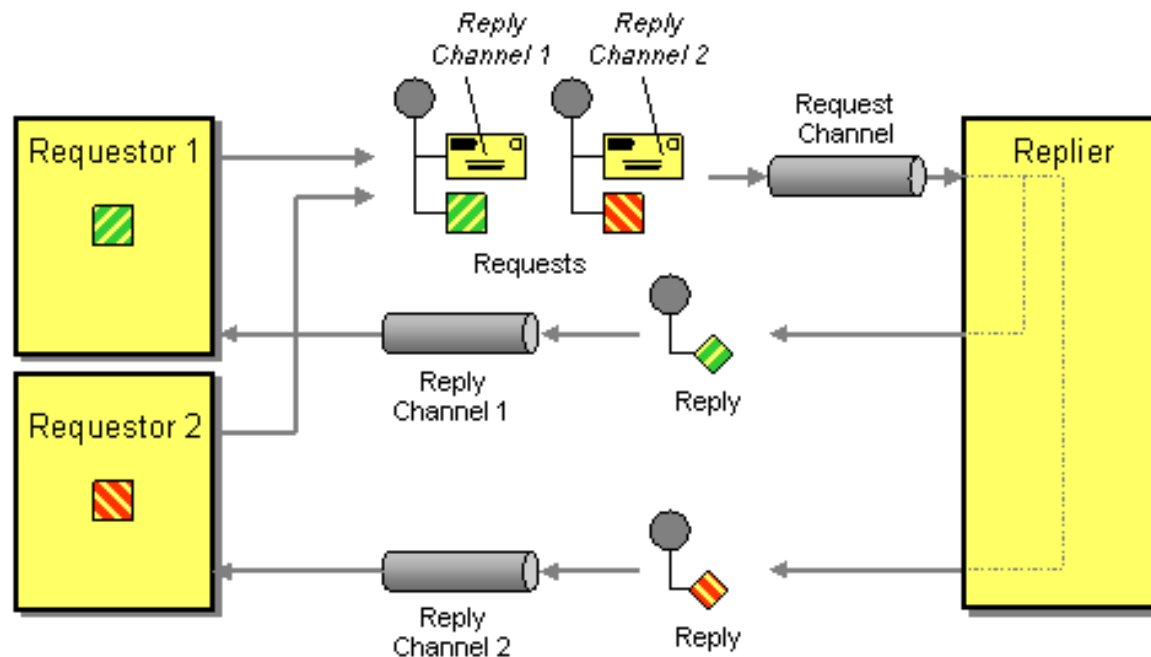 Reply
Channel 1
Reply
Channel 2
Request
Channel
Requestor 1
Replier
Requests
Reply
Channel 1
Reply
Requestor 2
Reply
Channel 2
Reply